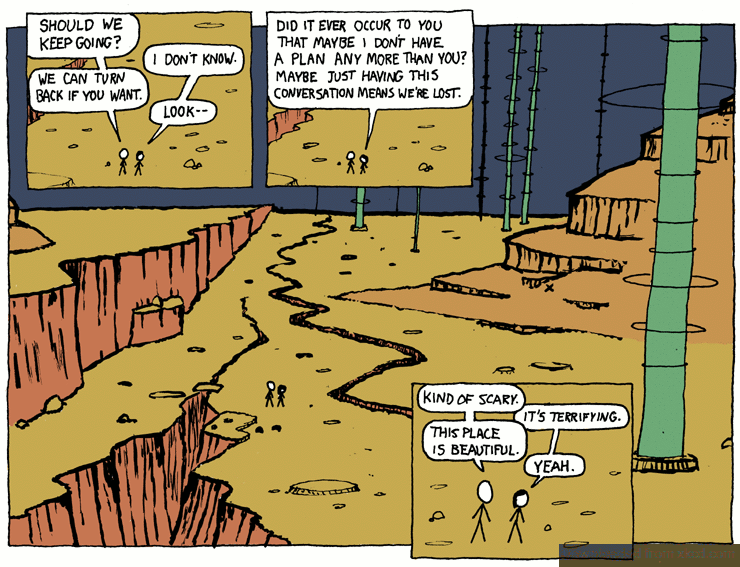 SHOULD WE
KEEP GOING?
I DON'T KNOW.
WE CAN TURN
BACK IF YOU WANT.
LOOK--
DID IT EVER OCCUR TO YOU
THAT MAYBE I DON'T HAVE
A PLAN ANY MORE THAN YOU?
MAYBE JUST HAVING THIS
CONVERSATION MEANS WE'RE LOST.
KIND OF SCARY.
IT'S TERRIFYING.
THIS PLACE
IS BEAUTIFUL.
YEAH.